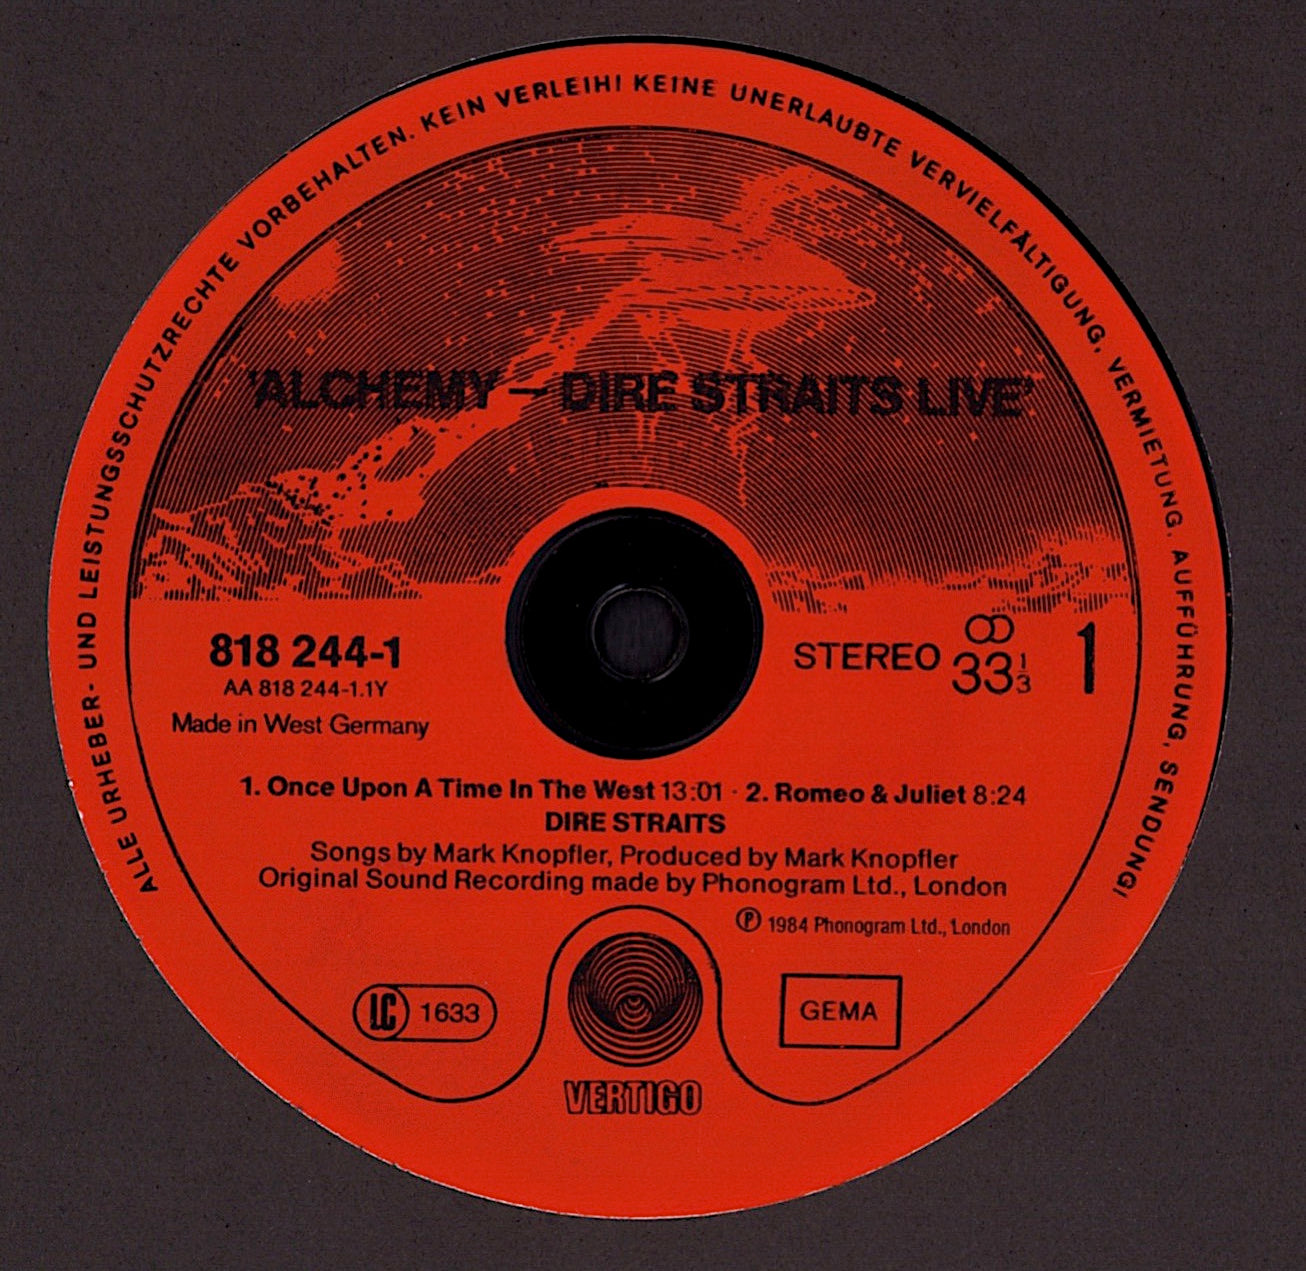 ALLE URHEBER- UND LEISTUNGSSCHUTZRECHTE VORBEHALTEN. KEIN VERLEIH! KEINE UNERLAUBTE VERVIELFÄLTIGUNG, VERMIETUNG, AUFFÜHRUNG, SENDUNG!
'ALCHEMY – DIRE STRAITS LIVE'
818 244-1
AA 818 244-1.1Y
Made in West Germany
STEREO 33 1/3
1
1. Once Upon A Time In The West 13:01 · 2. Romeo & Juliet 8:24
DIRE STRAITS
Songs by Mark Knopfler, Produced by Mark Knopfler
Original Sound Recording made by Phonogram Ltd., London
℗ 1984 Phonogram Ltd., London
LC 1633
GEMA
VERTIGO